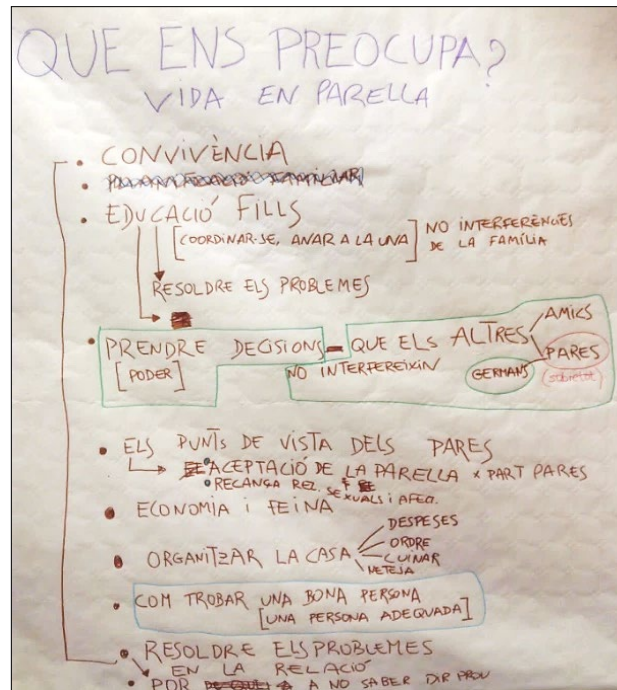 QUE ENS PREOCUPA?
VIDA EN PARELLA
• CONVIVÈNCIA
• EDUCACIÓ FILLS
[COORDINAR-SE, ANAR A LA UNA] NO INTERFERÈNCIES
DE LA FAMÍLIA
RESOLDRE ELS PROBLEMES
• PRENDRE DECISIONS - QUE ELS ALTRES
[PODER]
NO INTERFEREIXIN
AMICS
PARES
(sobretot)
GERMANS
• ELS PUNTS DE VISTA DELS PARES
ACEPTACIÓ DE LA PARELLA x PART PARES
• RECANÇA REL. SEXUALS i AFEC.
• ECONOMIA i FEINA
• ORGANITZAR LA CASA
DESPESES
ORDRE
CUINAR
NETEJA
• COM TROBAR UNA BONA PERSONA
[UNA PERSONA ADEQUADA]
• RESOLDRE ELS PROBLEMES
EN LA RELACIÓ
• POR A NO SABER DIR PROU